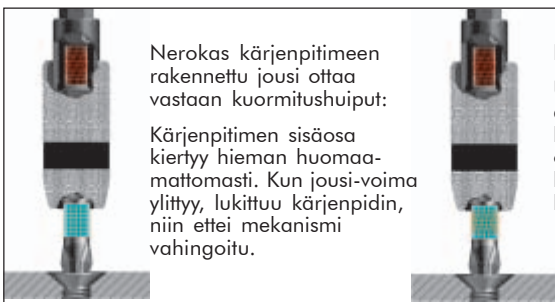 Nerokas kärjenpitimeen
rakennettu jousi ottaa
vastaan kuormitushuiput:
Kärjenpitimen sisäosa
kiertyy hieman huomaa-
mattomasti. Kun jousi-voima
ylittyy, lukittuu kärjenpidin,
niin ettei mekanismi
vahingoitu.